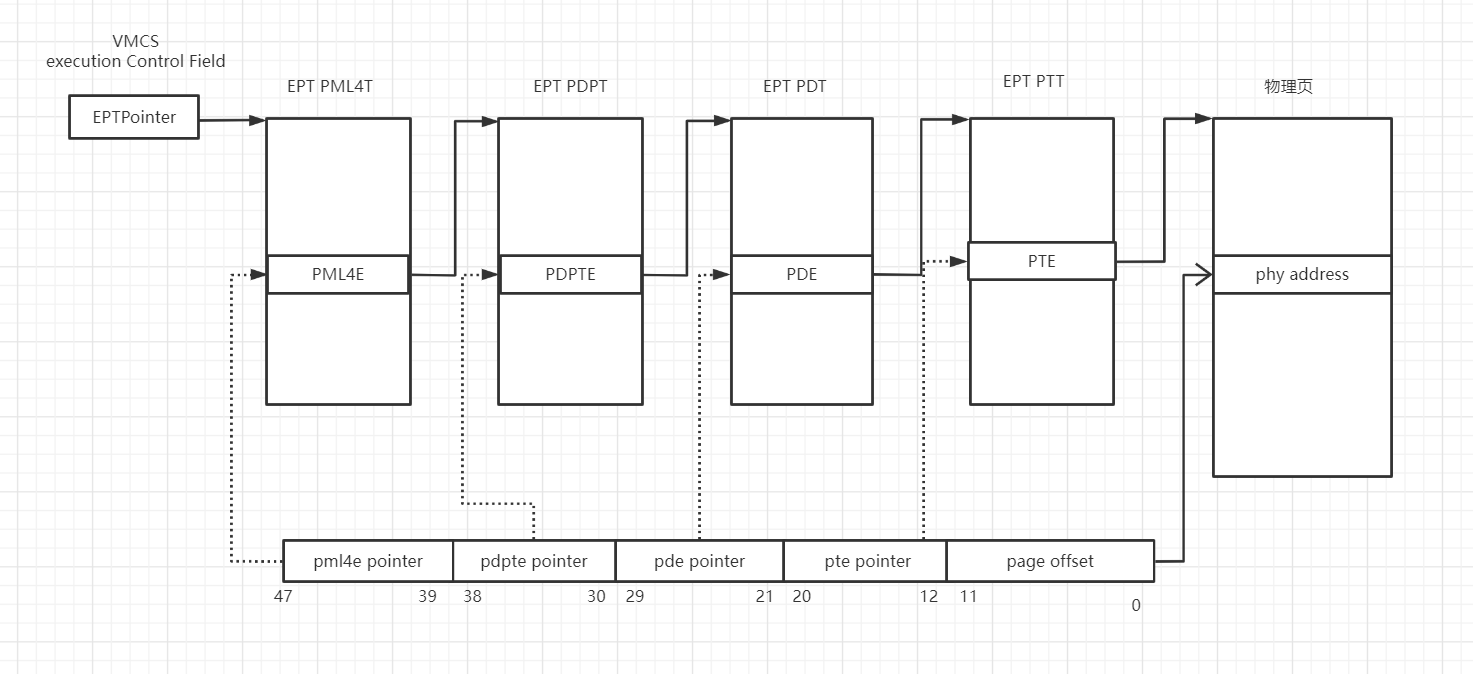 VMCS
execution Control Field
EPTPointer
EPT PML4T
EPT PDPT
EPT PDT
EPT PTT
物理页
PML4E
PDPTE
PDE
PTE
phy address
pml4e pointer
pdpte pointer
pde pointer
pte pointer
page offset
47
39
38
30
29
21
20
12
11
0